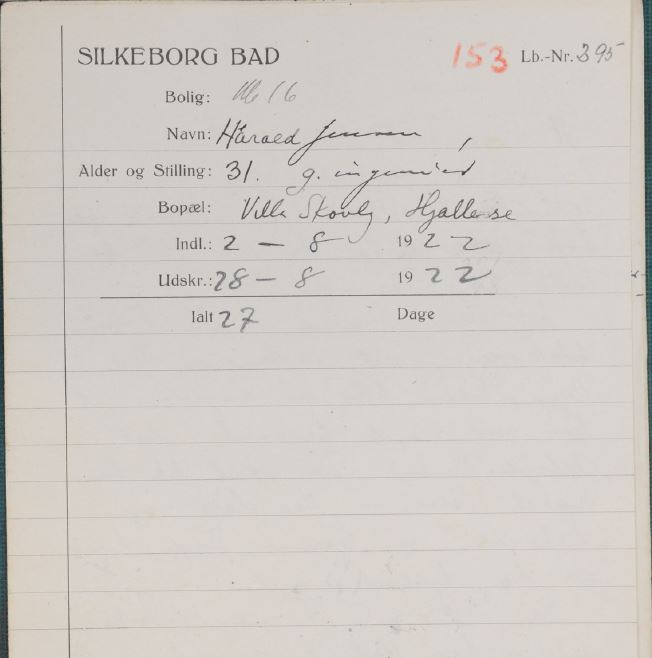 SILKEBORG BAD 153 Lb.-Nr. 395
Bolig: 16
Navn: Harald Jensen
Alder og Stilling: 31. g. ingeniør
Bopæl: Villa Skovly, Hjallese
Indl.: 2 - 8 1922
Udskr.: 28 - 8 1922
Ialt 27 Dage